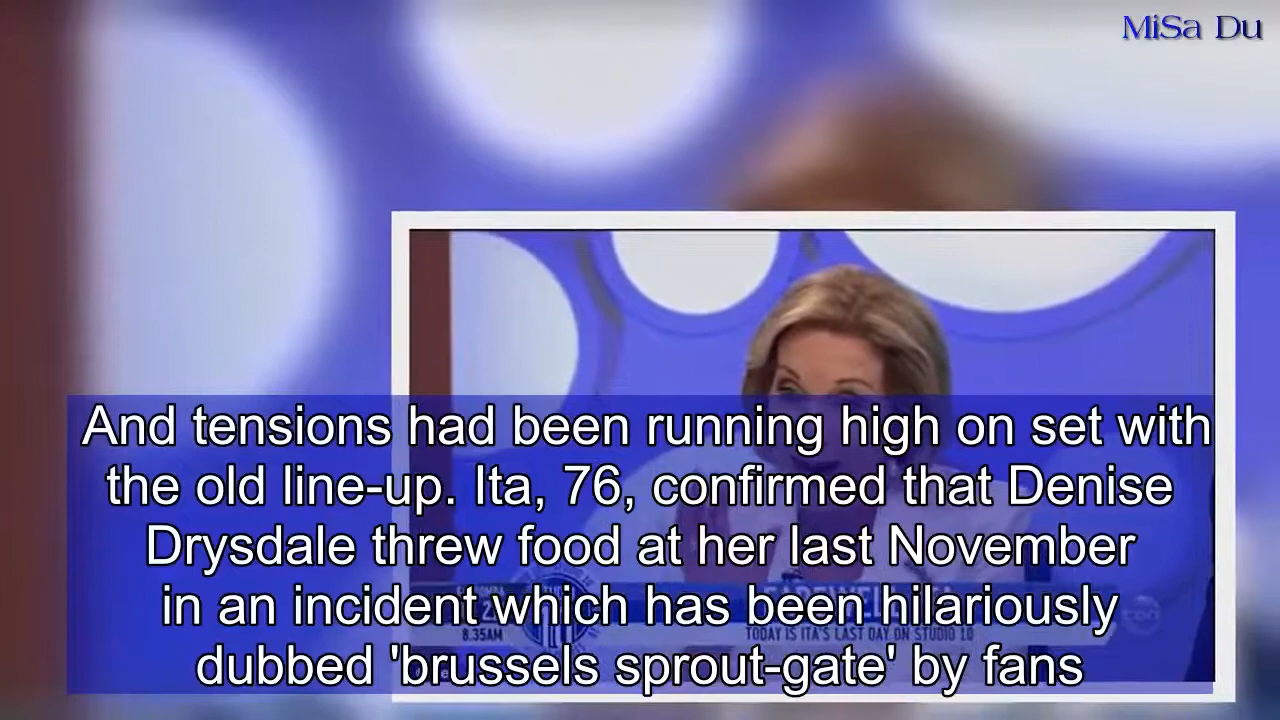 MiSa Du
And tensions had been running high on set with
the old line-up. Ita, 76, confirmed that Denise
Drysdale threw food at her last November
in an incident which has been hilariously
dubbed 'brussels sprout-gate' by fans
8.35AM
TODAY IS ITA'S LAST DAY ON STUDIO 10